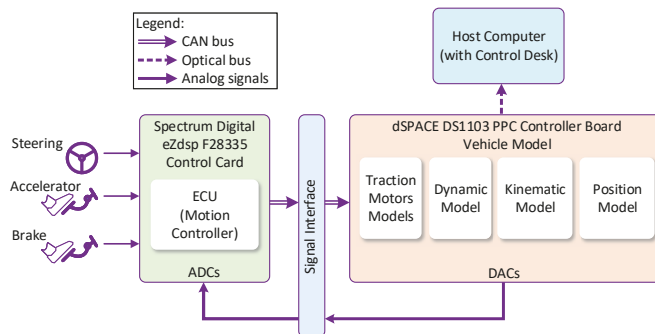 Legend:
CAN bus
Optical bus
Analog signals
Host Computer
(with Control Desk)
Steering
Accelerator
Brake
Spectrum Digital
eZdsp F28335
Control Card
ECU
(Motion
Controller)
ADCs
Signal Interface
dSPACE DS1103 PPC Controller Board
Vehicle Model
Traction
Motors
Models
Dynamic
Model
Kinematic
Model
Position
Model
DACs